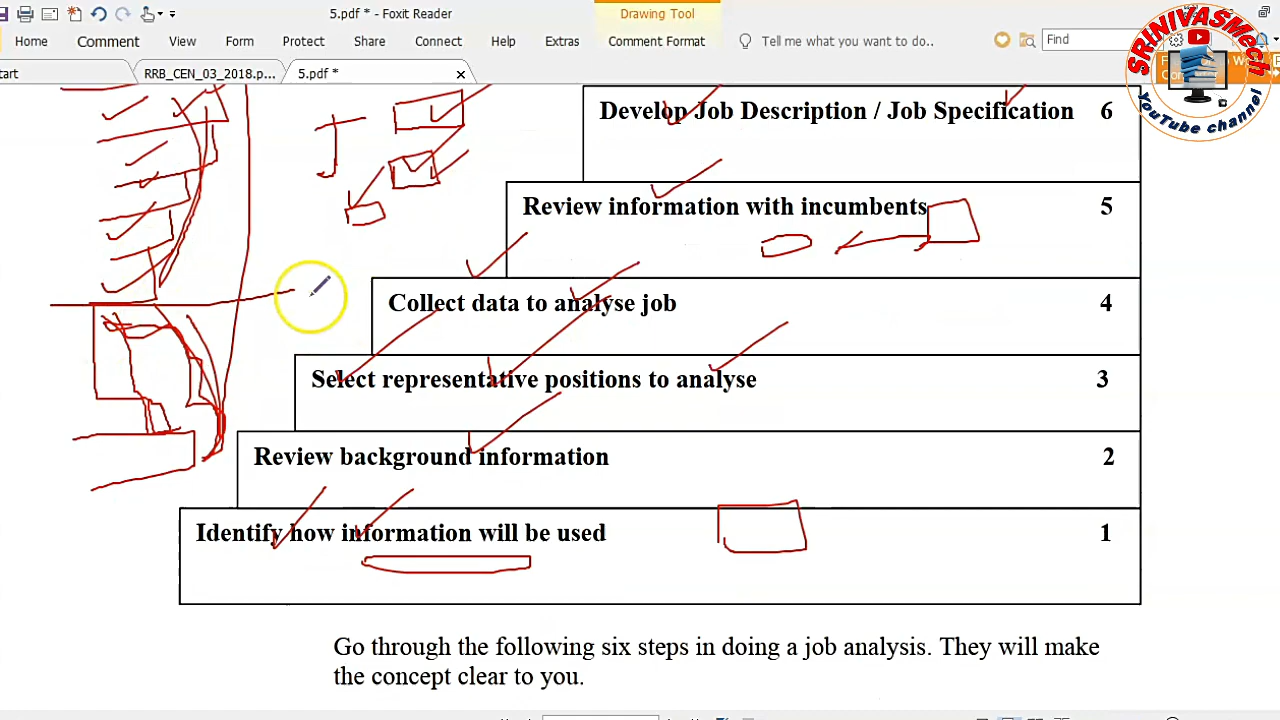 5.pdf * - Foxit Reader
Drawing Tool
Home Comment View Form Protect Share Connect Help Extras Comment Format Tell me what you want to do.. Find
tart RRB_CEN_03_2018.p... 5.pdf *
SRINIVASMech
YouTube channel
Develop Job Description / Job Specification 6
Review information with incumbents 5
Collect data to analyse job 4
Select representative positions to analyse 3
Review background information 2
Identify how information will be used 1
Go through the following six steps in doing a job analysis. They will make
the concept clear to you.